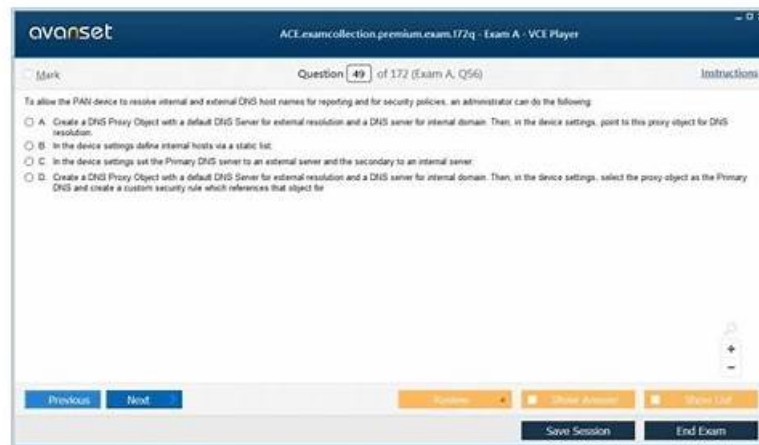 avanset
ACE.examcollection.premium.exam.172q - Exam A - VCE Player
Mark
Question 49 of 172 (Exam A, Q56)
Instructions
To allow the PAN device to resolve internal and external DNS host names for reporting and for security policies, an administrator can do the following:
A. Create a DNS Proxy Object with a default DNS Server for external resolution and a DNS server for internal domain. Then, in the device settings, point to this proxy object for DNS
resolution.
B. In the device settings define internal hosts via a static list.
C. In the device settings set the Primary DNS server to an external server and the secondary to an internal server.
D. Create a DNS Proxy Object with a default DNS Server for external resolution and a DNS server for internal domain. Then, in the device settings, select the proxy object as the Primary
DNS and create a custom security rule which references that object for
Previous
Next
Review
Show Answer
Show List
Save Session
End Exam